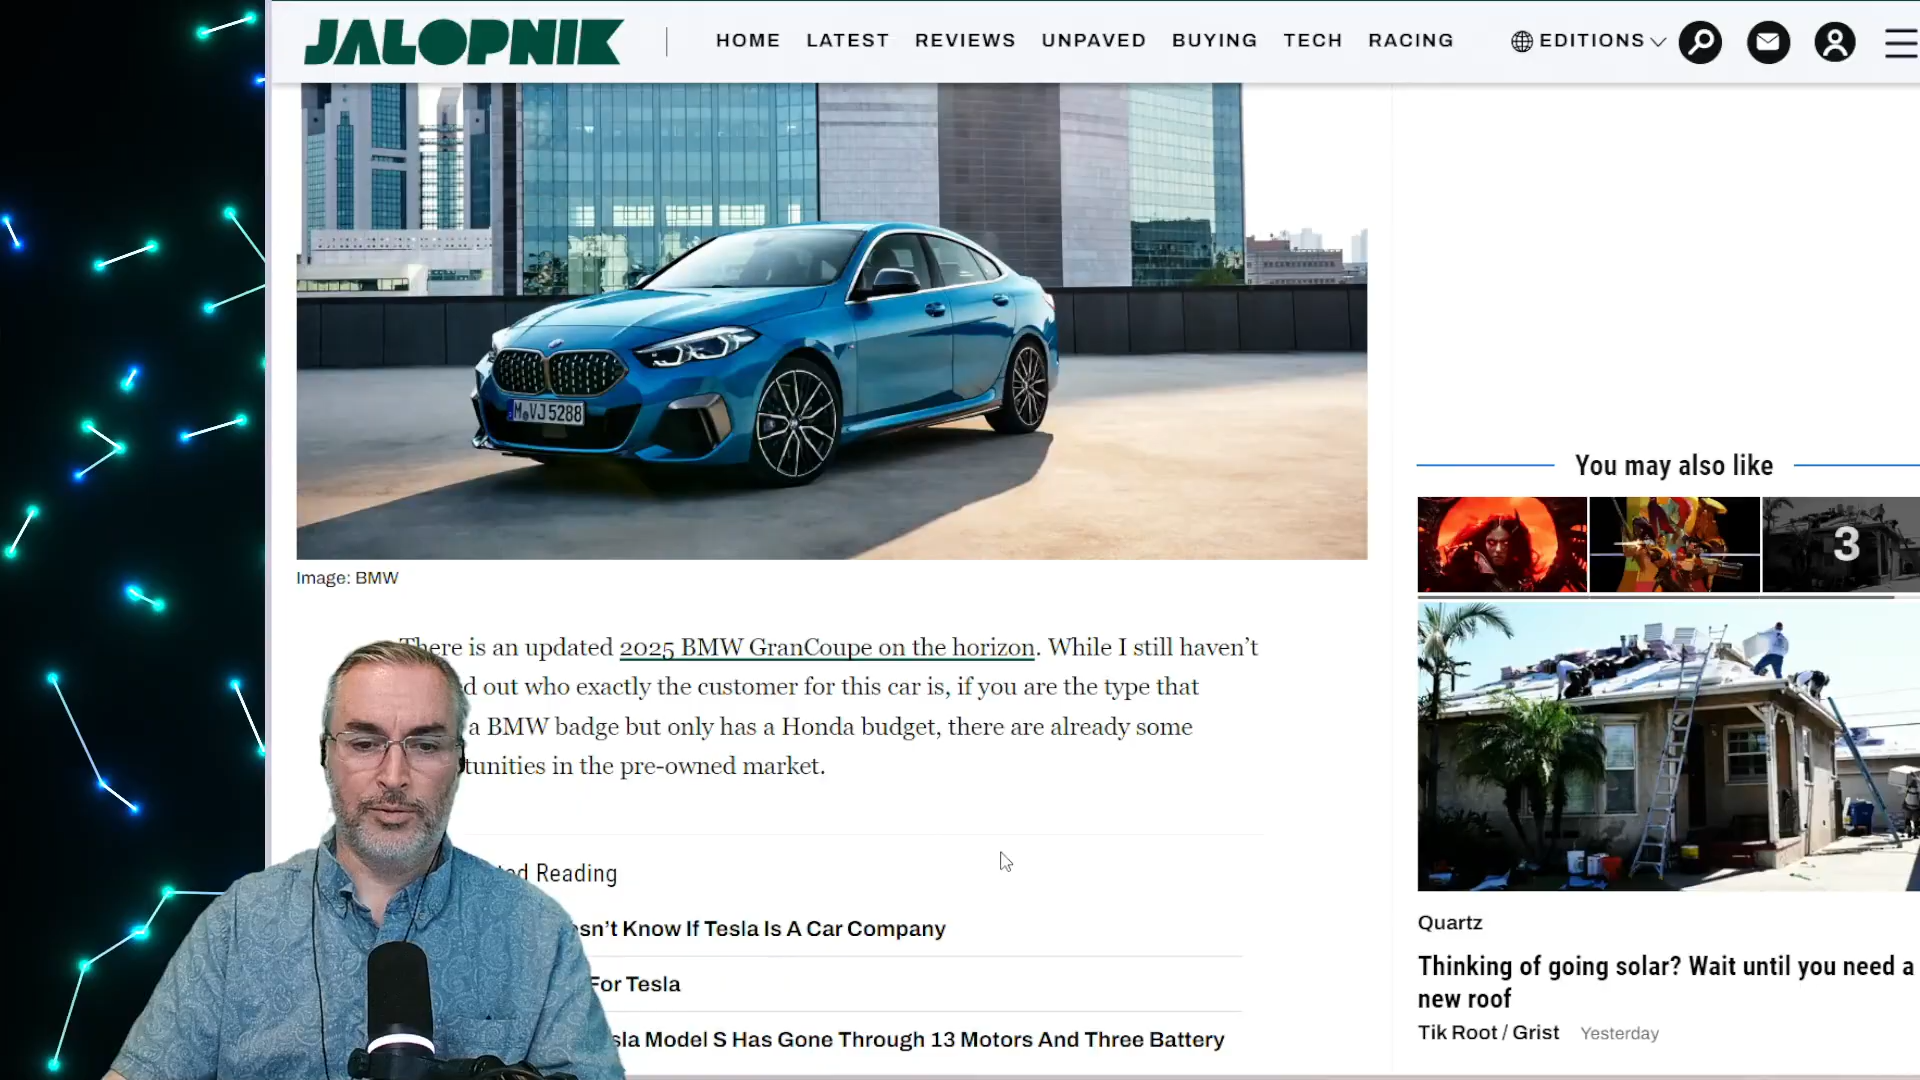 JALOPNIK
HOME LATEST REVIEWS UNPAVED BUYING TECH RACING EDITIONS
M VJ 5288
Image: BMW
There is an updated 2025 BMW GranCoupe on the horizon. While I still haven’t
out who exactly the customer for this car is, if you are the type that
a BMW badge but only has a Honda budget, there are already some
in the pre-owned market.
Reading
Know If Tesla Is A Car Company
For Tesla
Model S Has Gone Through 13 Motors And Three Battery
You may also like
3
Quartz
Thinking of going solar? Wait until you need a
new roof
Tik Root / Grist Yesterday